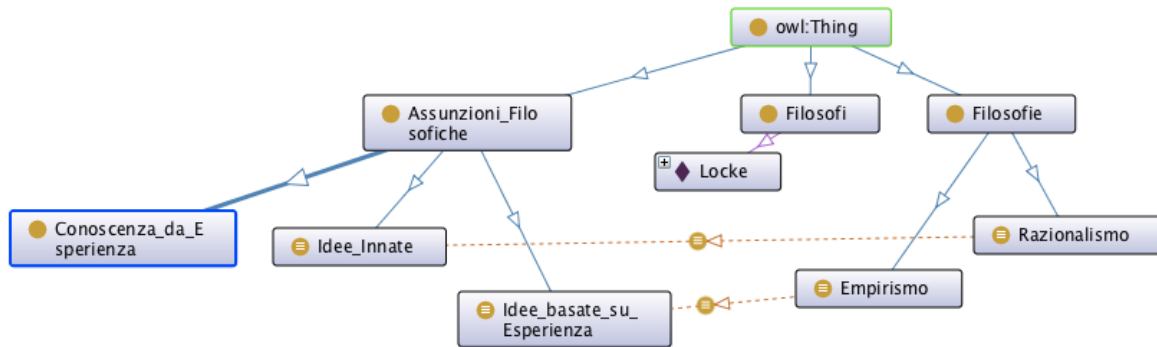 owl:Thing
Assunzioni_Filo
sofiche
Filosofi
Filosofie
Locke
Conoscenza_da_E
sperienza
Idee_Innate
Razionalismo
Idee_basate_su_
Esperienza
Empirismo